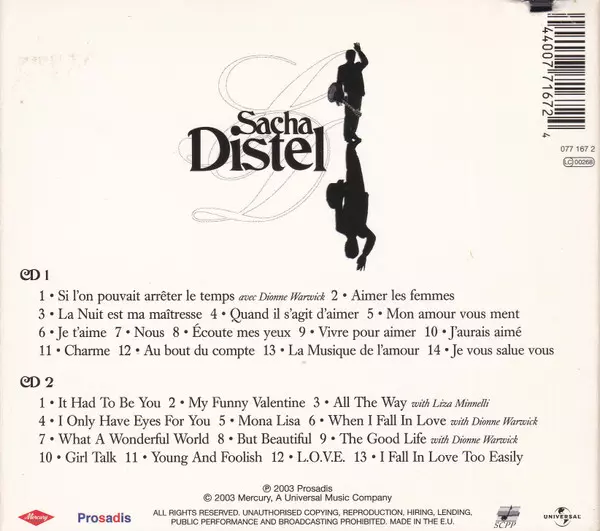 Sacha
Distel
44007 71672 4
077 167 2
LC 00268
CD 1
1 • Si l'on pouvait arrêter le temps avec Dionne Warwick 2 • Aimer les femmes
3 • La Nuit est ma maîtresse 4 • Quand il s'agit d'aimer 5 • Mon amour vous ment
6 • Je t'aime 7 • Nous 8 • Écoute mes yeux 9 • Vivre pour aimer 10 • J'aurais aimé
11 • Charme 12 • Au bout du compte 13 • La Musique de l'amour 14 • Je vous salue vous
CD 2
1 • It Had To Be You 2 • My Funny Valentine 3 • All The Way with Liza Minnelli
4 • I Only Have Eyes For You 5 • Mona Lisa 6 • When I Fall In Love with Dionne Warwick
7 • What A Wonderful World 8 • But Beautiful 9 • The Good Life with Dionne Warwick
10 • Girl Talk 11 • Young And Foolish 12 • L.O.V.E. 13 • I Fall In Love Too Easily
℗ 2003 Prosadis
© 2003 Mercury, A Universal Music Company
Mercury
Prosadis
ALL RIGHTS RESERVED. UNAUTHORISED COPYING, REPRODUCTION, HIRING, LENDING,
PUBLIC PERFORMANCE AND BROADCASTING PROHIBITED. MADE IN THE E.U.
SCPP
UNIVERSAL